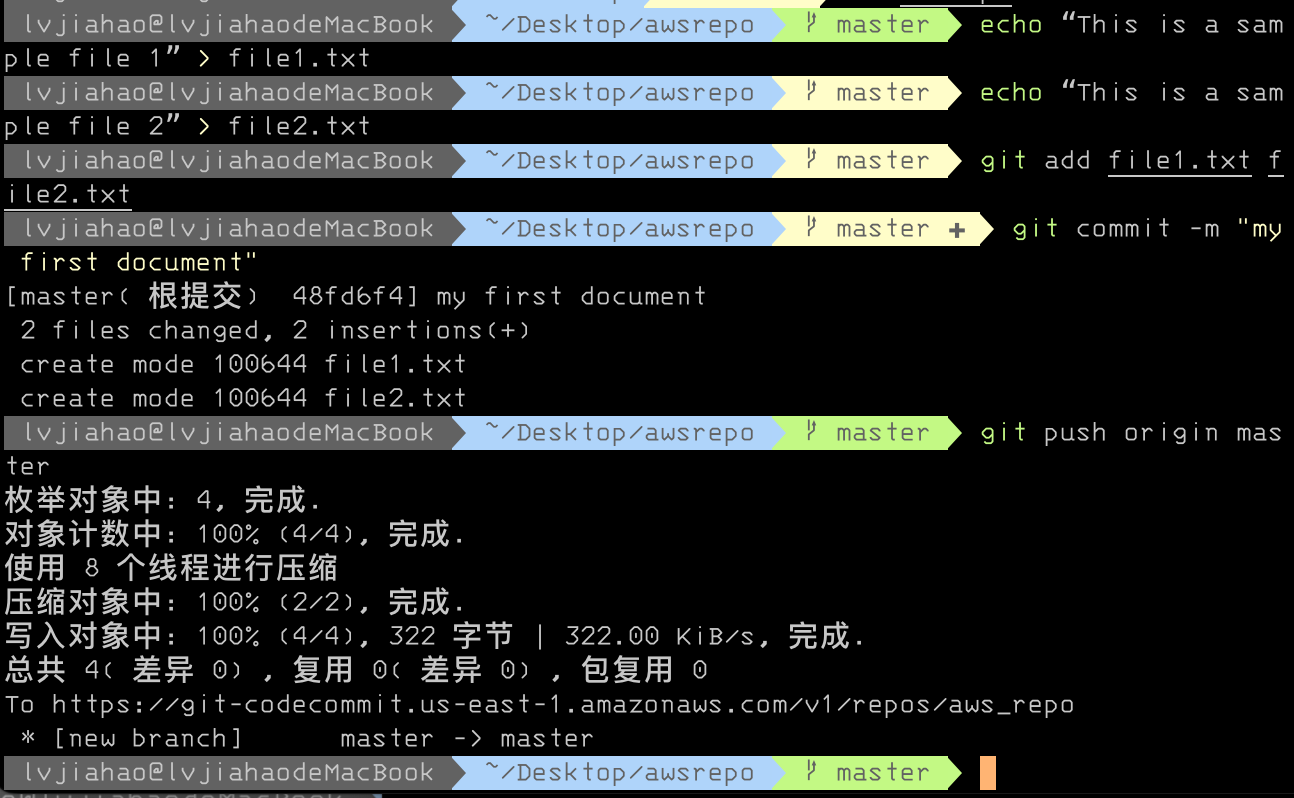 lvjiahao@lvjiahaodeMacBook ~/Desktop/awsrepo master echo “This is a sam
ple file 1” > file1.txt
lvjiahao@lvjiahaodeMacBook ~/Desktop/awsrepo master echo “This is a sam
ple file 2” > file2.txt
lvjiahao@lvjiahaodeMacBook ~/Desktop/awsrepo master git add file1.txt f
ile2.txt
lvjiahao@lvjiahaodeMacBook ~/Desktop/awsrepo master + git commit -m "my
first document"
[master( 根提交) 48fd6f4] my first document
2 files changed, 2 insertions(+)
create mode 100644 file1.txt
create mode 100644 file2.txt
lvjiahao@lvjiahaodeMacBook ~/Desktop/awsrepo master git push origin mas
ter
枚举对象中: 4, 完成.
对象计数中: 100% (4/4), 完成.
使用 8 个线程进行压缩
压缩对象中: 100% (2/2), 完成.
写入对象中: 100% (4/4), 322 字节 | 322.00 KiB/s, 完成.
总共 4( 差异 0) , 复用 0( 差异 0) , 包复用 0
To https://git-codecommit.us-east-1.amazonaws.com/v1/repos/aws_repo
* [new branch] master -> master
lvjiahao@lvjiahaodeMacBook ~/Desktop/awsrepo master